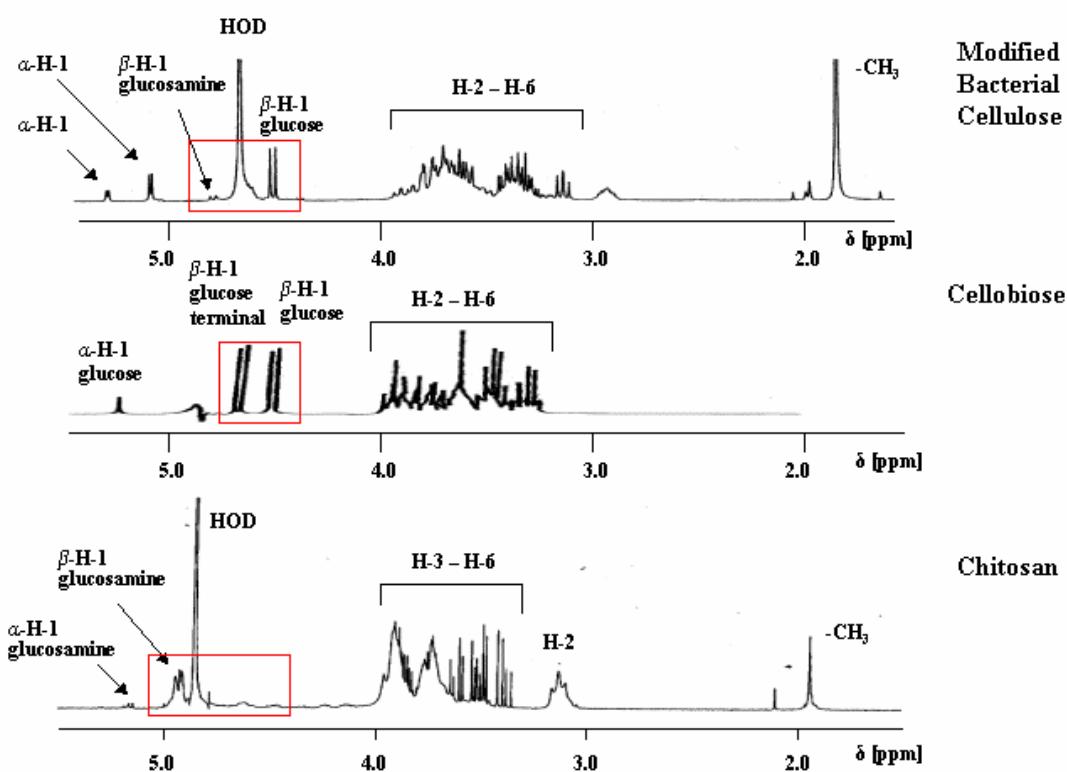 HOD
α-H-1
β-H-1
glucosamine
α-H-1
β-H-1
glucose
H-2 – H-6
-CH3
Modified
Bacterial
Cellulose
5.0
4.0
3.0
2.0
δ [ppm]
β-H-1
glucose
terminal
β-H-1
glucose
α-H-1
glucose
H-2 – H-6
Cellobiose
5.0
4.0
3.0
2.0
δ [ppm]
HOD
β-H-1
glucosamine
α-H-1
glucosamine
H-3 – H-6
H-2
-CH3
Chitosan
5.0
4.0
3.0
2.0
δ [ppm]